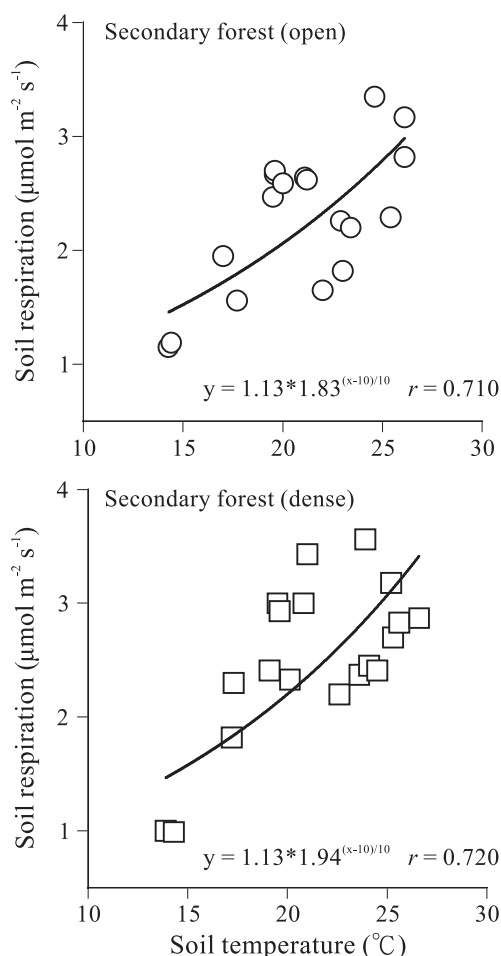 4
Secondary forest (open)
3
2
1
Soil respiration (μmol m⁻² s⁻¹)
y = 1.13*1.83^(x-10)/10 r = 0.710
10 15 20 25 30
4
Secondary forest (dense)
3
2
1
Soil respiration (μmol m⁻² s⁻¹)
y = 1.13*1.94^(x-10)/10 r = 0.720
10 15 20 25 30
Soil temperature (℃)